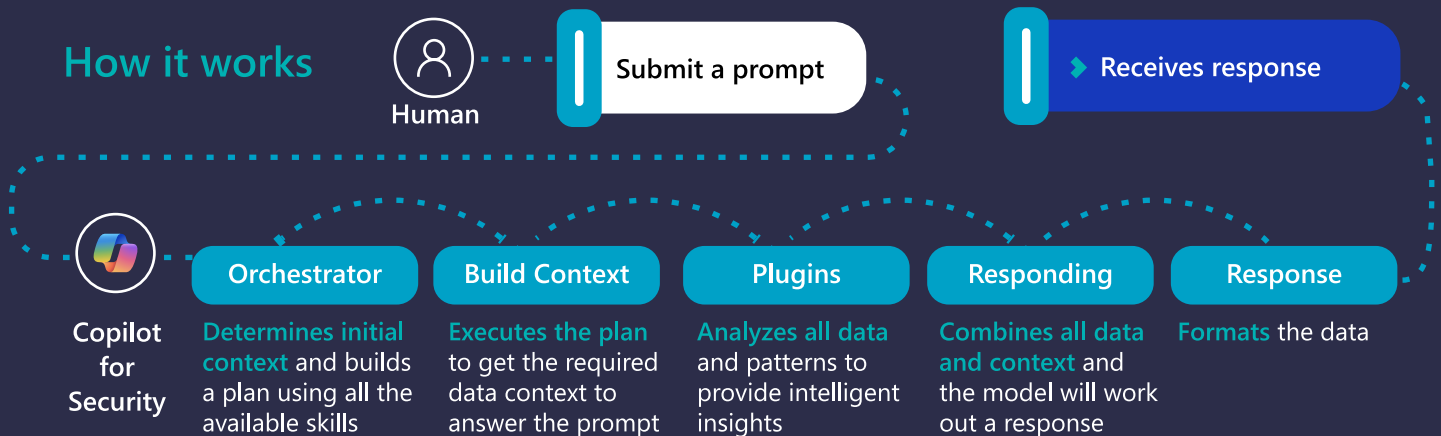 How it works
Human
Submit a prompt
Receives response
Copilot
for
Security
Orchestrator
Determines initial
context and builds
a plan using all the
available skills
Build Context
Executes the plan
to get the required
data context to
answer the prompt
Plugins
Analyzes all data
and patterns to
provide intelligent
insights
Responding
Combines all data
and context and
the model will work
out a response
Response
Formats the data